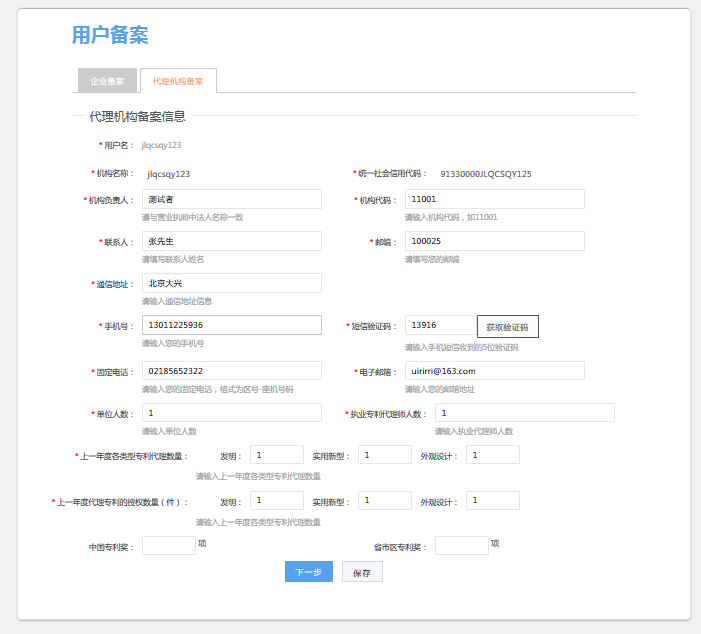 用户备案
企业备案 代理机构备案
代理机构备案信息
* 用户名： jlqcsqy123
* 机构名称： jlqcsqy123 * 统一社会信用代码： 91330000JLQCSQY125
* 机构负责人： 测试者 * 机构代码： 11001
请与营业执照中法人名称一致 请输入机构代码，如11001
* 联系人： 张先生 * 邮编： 100025
请填写联系人姓名 请填写您的邮编
* 通信地址： 北京大兴
请输入通信地址信息
* 手机号： 13011225936 * 短信验证码： 13916 获取验证码
请输入您的手机号 请输入手机短信收到的5位验证码
* 固定电话： 02185652322 * 电子邮箱： uirirri@163.com
请输入您的固定电话，格式为区号-座机号码 请输入您的邮箱地址
* 单位人数： 1 * 执业专利代理师人数： 1
请输入单位人数 请输入执业代理师人数
* 上一年度各类型专利代理数量： 发明： 1 实用新型： 1 外观设计： 1
请输入上一年度各类型专利代理数量
* 上一年度代理专利的授权数量（件）： 发明： 1 实用新型： 1 外观设计： 1
请输入上一年度各类型专利代理数量
中国专利奖： 项 省市区专利奖： 项
下一步 保存